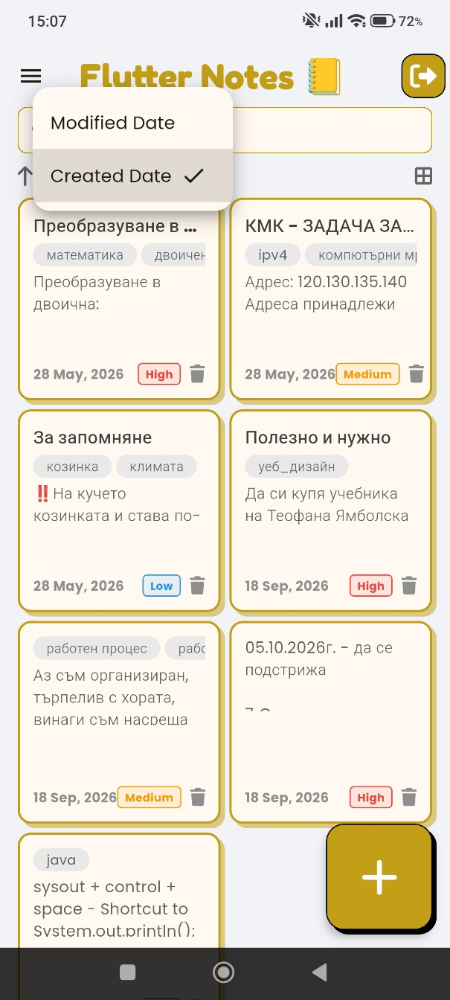 15:07
72%
Flutter Notes
Modified Date
Created Date
Преобразуване в ...
математика двоичен
Преобразуване в
двоична:
28 May, 2026 High
КМК - ЗАДАЧА ЗА...
ipv4 компютърни
Адрес: 120.130.135.140
Адреса принадлежи
28 May, 2026 Medium
За запомняне
козинка климата
‼️На кучето
козинката и става по-
28 May, 2026 Low
Полезно и нужно
уеб_дизайн
Да си купя учебника
на Теофана Ямболска
18 Sep, 2026 High
работен процес рабо
Аз съм организиран,
търпелив с хората,
винаги съм насреща
18 Sep, 2026 Medium
05.10.2026г. - да се
подстрижа
18 Sep, 2026 High
java
sysout + control +
space - Shortcut to
System.out.println();